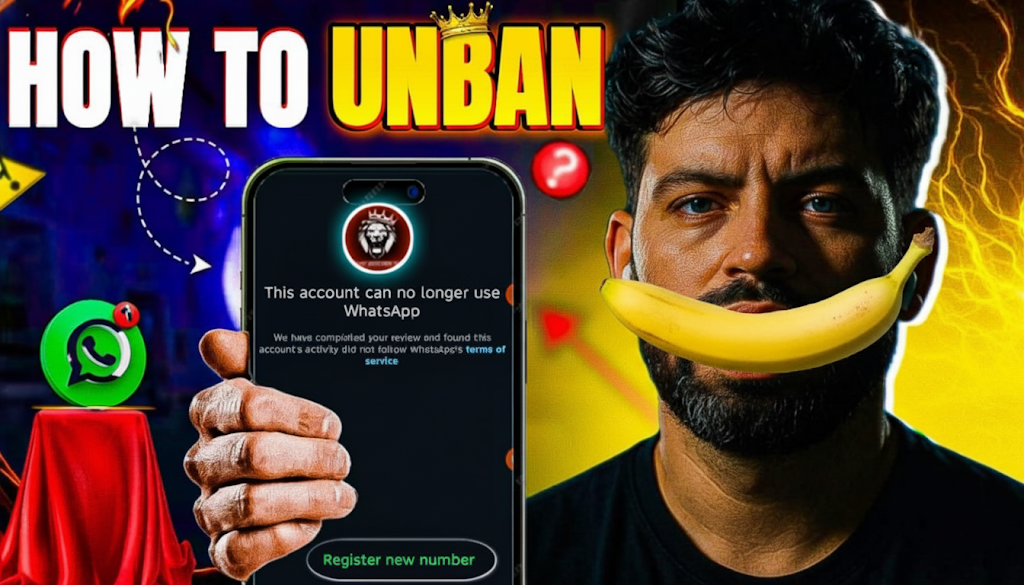 HOW TO UNBAN
?
This account can no longer use
WhatsApp
We have completed your review and found this
account's activity did not follow WhatsApp's terms of
service
Register new number